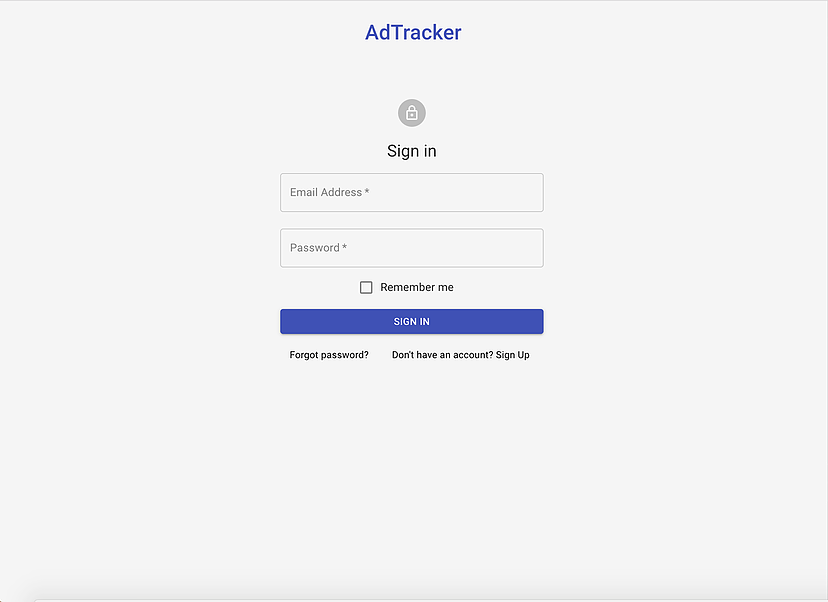 AdTracker
Sign in
Email Address *
Password *
Remember me
SIGN IN
Forgot password? Don't have an account? Sign Up